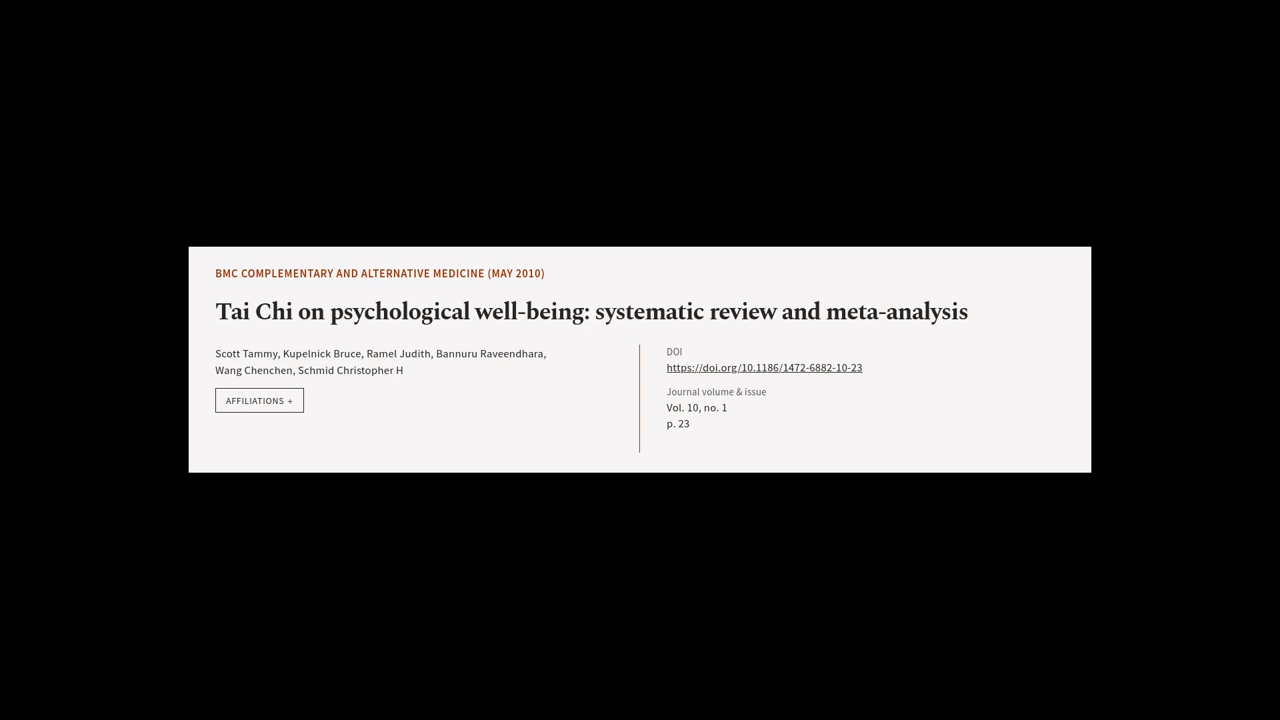 BMC COMPLEMENTARY AND ALTERNATIVE MEDICINE (MAY 2010)
Tai Chi on psychological well-being: systematic review and meta-analysis
Scott Tammy, Kupelnick Bruce, Ramel Judith, Bannuru Raveendhara,
Wang Chenchen, Schmid Christopher H
AFFILIATIONS +
DOI
https://doi.org/10.1186/1472-6882-10-23
Journal volume & issue
Vol. 10, no. 1
p. 23